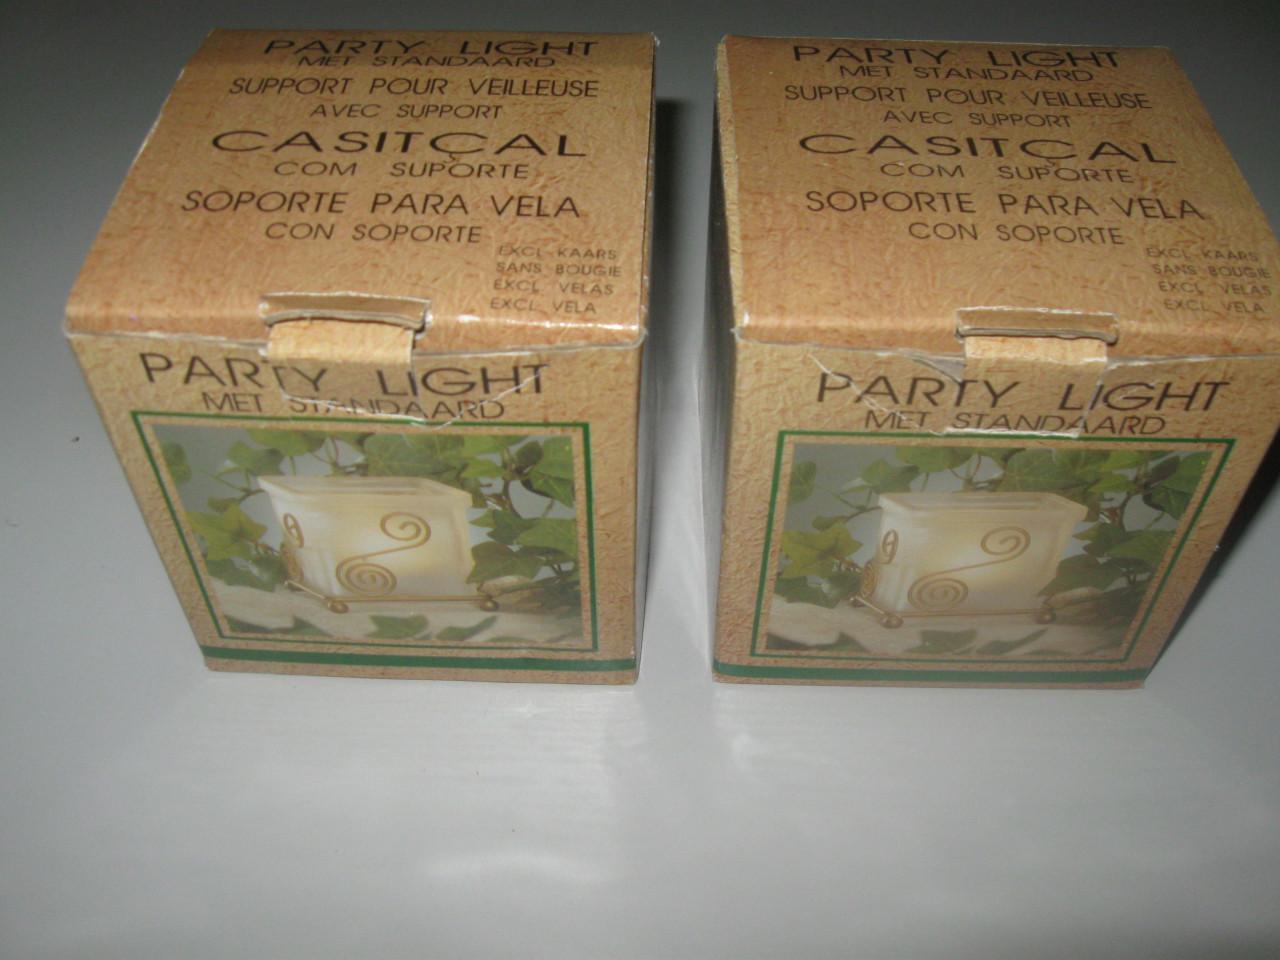 PARTY LIGHT
MET STANDAARD
SUPPORT POUR VEILLEUSE
AVEC SUPPORT
CASITÇAL
COM SUPORTE
SOPORTE PARA VELA
CON SOPORTE
EXCL. KAARS
SANS BOUGIE
EXCL. VELAS
EXCL. VELA
PARTY LIGHT
MET STANDAARD
PARTY LIGHT
MET STANDAARD
SUPPORT POUR VEILLEUSE
AVEC SUPPORT
CASITÇAL
COM SUPORTE
SOPORTE PARA VELA
CON SOPORTE
EXCL. KAARS
SANS BOUGIE
EXCL. VELAS
EXCL. VELA
PARTY LIGHT
MET STANDAARD